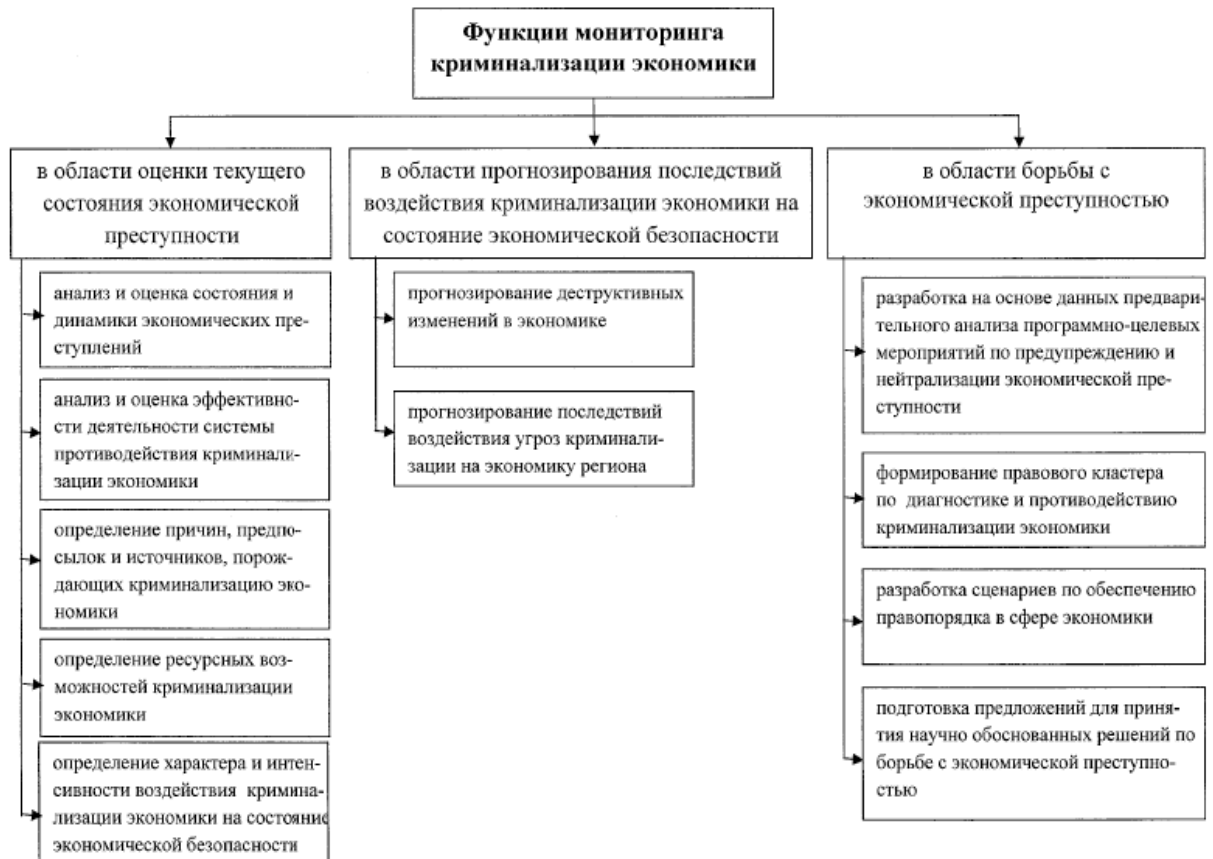 Функции мониторинга
криминализации экономики
в области оценки текущего
состояния экономической
преступности
анализ и оценка состояния и
динамики экономических пре-
ступлений
анализ и оценка эффективно-
сти деятельности системы
противодействия криминали-
зации экономики
определение причин, предпо-
сылок и источников, порож-
дающих криминализацию эко-
номики
определение ресурсных воз-
можностей криминализации
экономики
определение характера и интен-
сивности воздействия кримина-
лизации экономики на состояние
экономической безопасности
в области прогнозирования последствий
воздействия криминализации экономики на
состояние экономической безопасности
прогнозирование деструктивных
изменений в экономике
прогнозирование последствий
воздействия угроз криминали-
зации на экономику региона
в области борьбы с
экономической преступностью
разработка на основе данных предвари-
тельного анализа программно-целевых
мероприятий по предупреждению и
нейтрализации экономической пре-
ступности
формирование правового кластера
по диагностике и противодействию
криминализации экономики
разработка сценариев по обеспечению
правопорядка в сфере экономики
подготовка предложений для приня-
тия научно обоснованных решений по
борьбе с экономической преступно-
стью